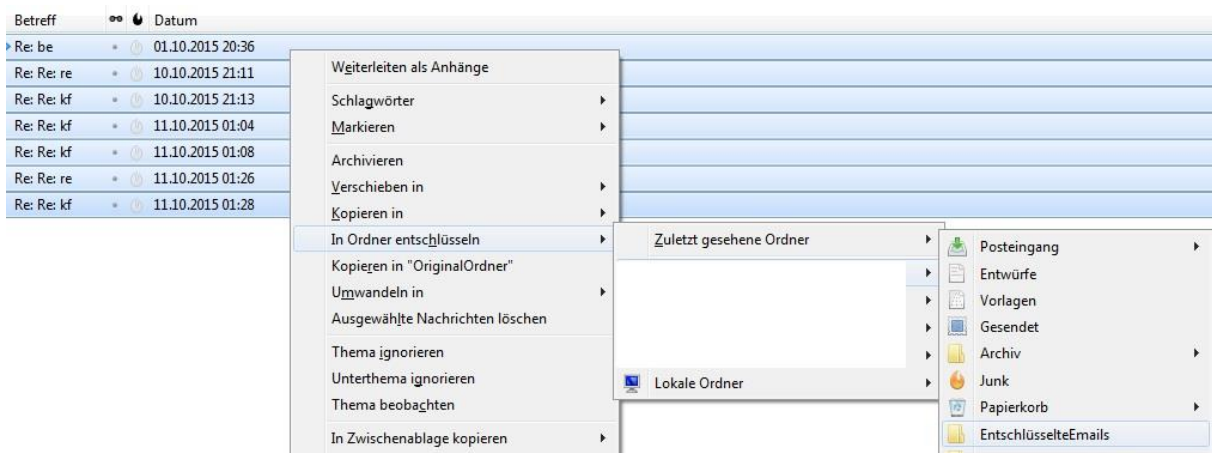 Betreff Datum
Re: be 01.10.2015 20:36
Re: Re: re 10.10.2015 21:11
Re: Re: kf 10.10.2015 21:13
Re: Re: kf 11.10.2015 01:04
Re: Re: kf 11.10.2015 01:08
Re: Re: re 11.10.2015 01:26
Re: Re: kf 11.10.2015 01:28
Weiterleiten als Anhänge
Schlagwörter
Markieren
Archivieren
Verschieben in
Kopieren in
In Ordner entschlüsseln
Kopieren in "OriginalOrdner"
Umwandeln in
Ausgewählte Nachrichten löschen
Thema ignorieren
Unterthema ignorieren
Thema beobachten
In Zwischenablage kopieren
Zuletzt gesehene Ordner
Lokale Ordner
Posteingang
Entwürfe
Vorlagen
Gesendet
Archiv
Junk
Papierkorb
EntschlüsselteEmails